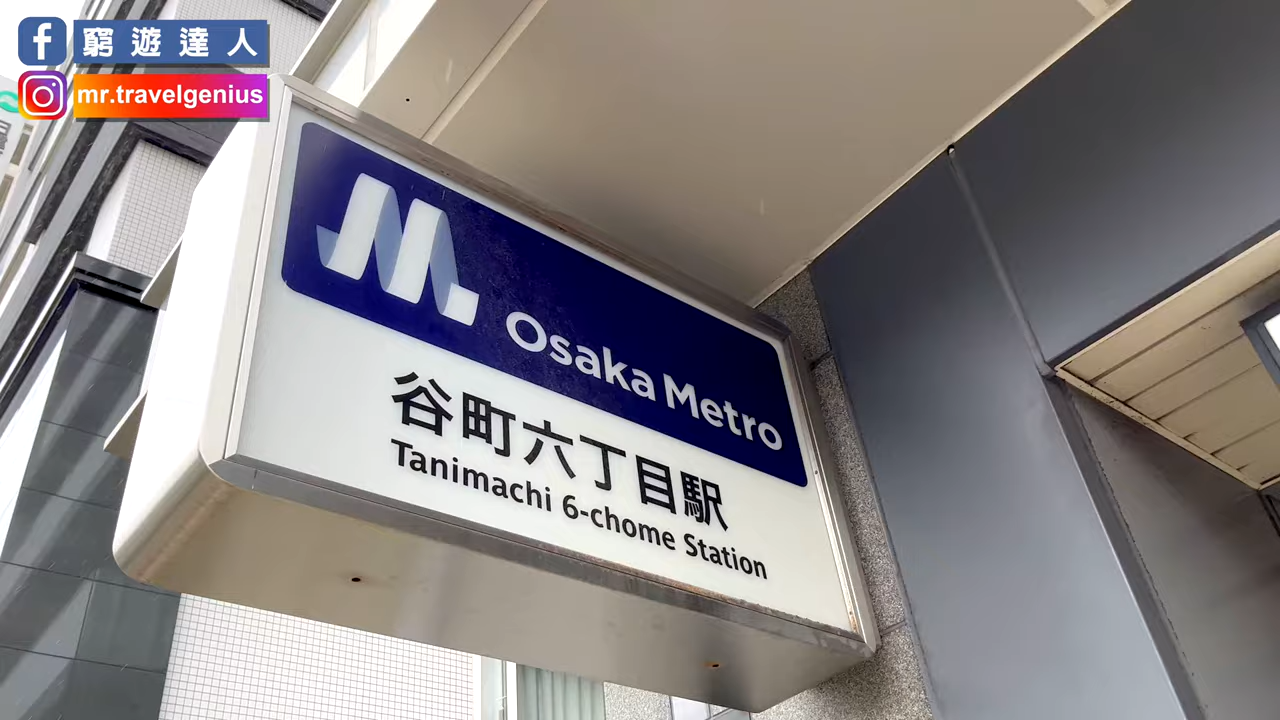 窮遊達人
mr.travelgenius
Osaka Metro
谷町六丁目駅
Tanimachi 6-chome Station